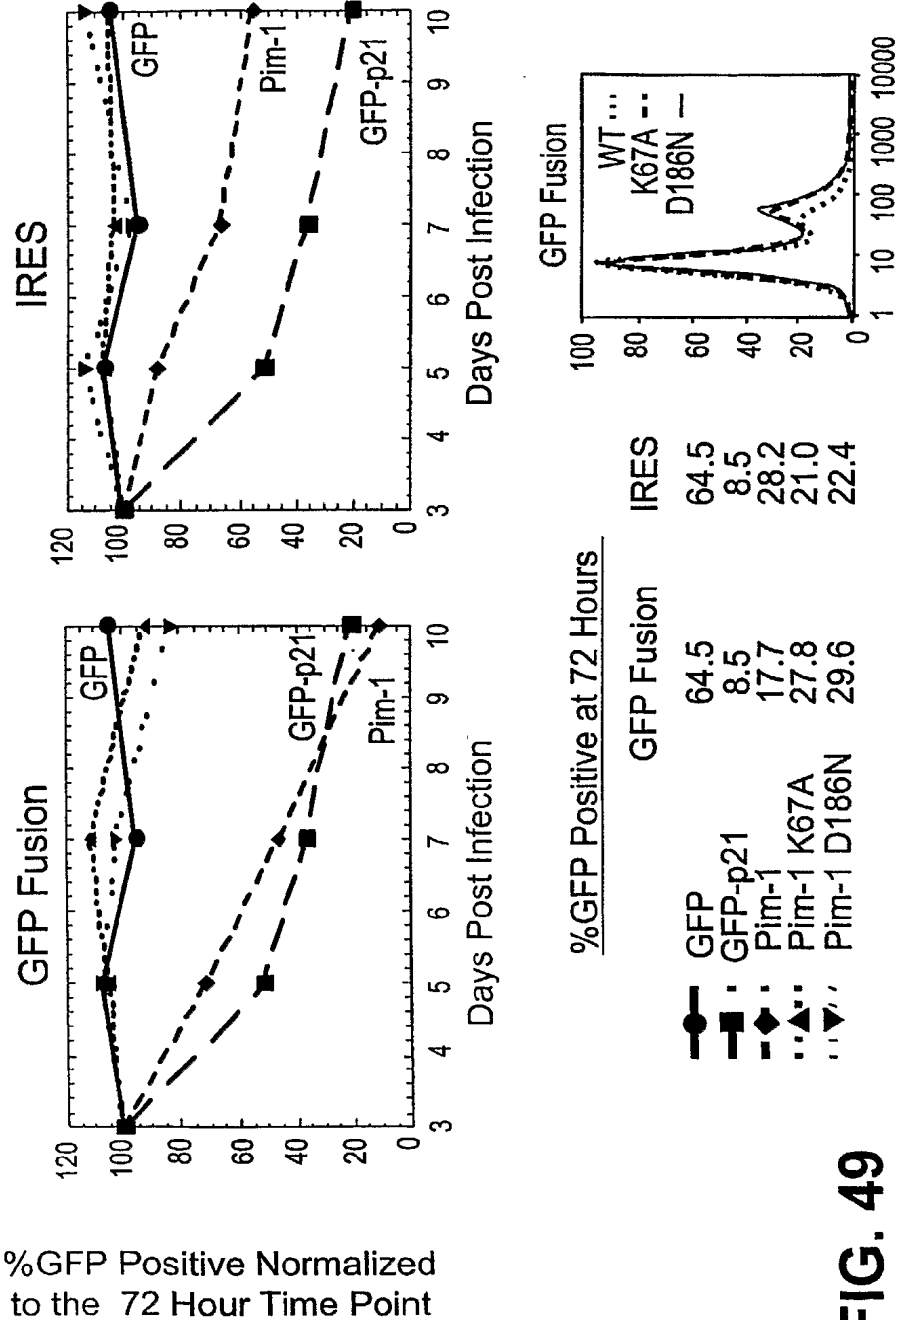 %GFP Positive Normalized
to the 72 Hour Time Point
GFP Fusion
120
100
80
60
40
20
0
3 4 5 6 7 8 9 10
Days Post Infection
GFP
GFP-p21
Pim-1
IRES
120
100
80
60
40
20
0
3 4 5 6 7 8 9 10
Days Post Infection
GFP
Pim-1
GFP-p21
%GFP Positive at 72 Hours
GFP Fusion IRES
GFP 64.5 64.5
GFP-p21 8.5 8.5
Pim-1 17.7 28.2
Pim-1 K67A 27.8 21.0
Pim-1 D186N 29.6 22.4
GFP Fusion
WT
K67A
D186N
100
80
60
40
20
0
1 10 100 1000 10000
FIG. 49